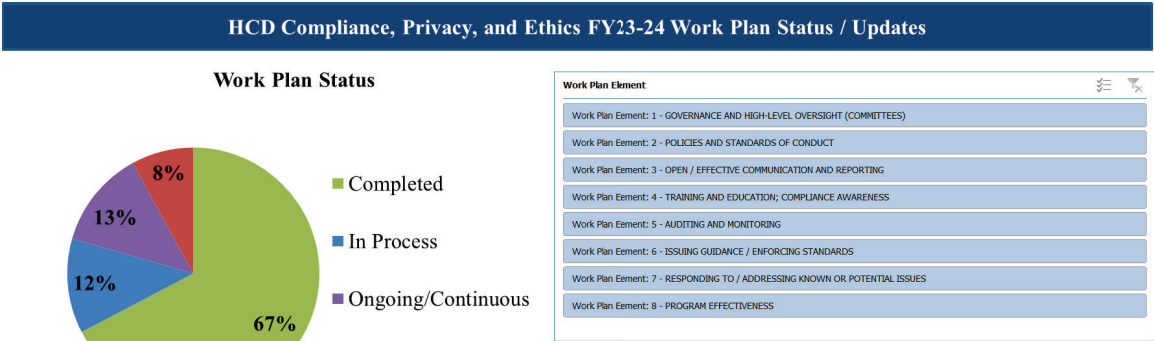 HCD Compliance, Privacy, and Ethics FY23-24 Work Plan Status / Updates
Work Plan Status
8%
13%
12%
67%
Completed
In Process
Ongoing/Continuous
Work Plan Element
Work Plan Eement: 1 - GOVERNANCE AND HIGH-LEVEL OVERSIGHT (COMMITTEES)
Work Plan Eement: 2 - POLICIES AND STANDARDS OF CONDUCT
Work Plan Eement: 3 - OPEN / EFFECTIVE COMMUNICATION AND REPORTING
Work Plan Eement: 4 - TRAINING AND EDUCATION; COMPLIANCE AWARENESS
Work Plan Eement: 5 - AUDITING AND MONITORING
Work Plan Eement: 6 - ISSUING GUIDANCE / ENFORCING STANDARDS
Work Plan Eement: 7 - RESPONDING TO / ADDRESSING KNOWN OR POTENTIAL ISSUES
Work Plan Eement: 8 - PROGRAM EFFECTIVENESS